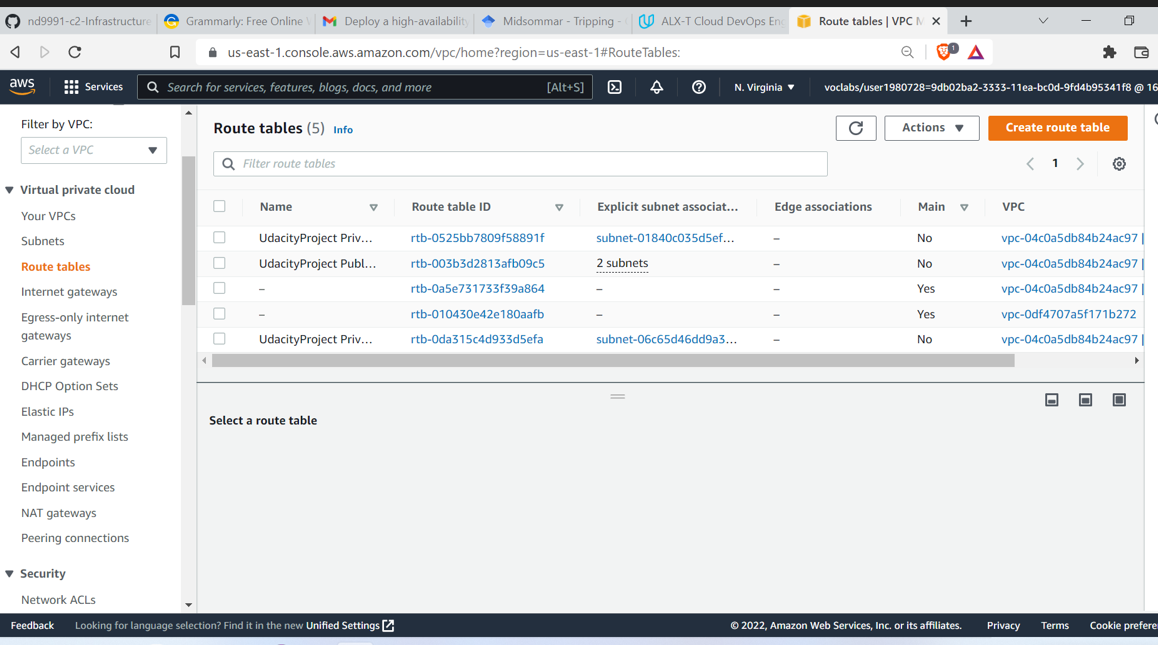 nd9991-c2-Infrastructure
Grammarly: Free Online
Deploy a high-availability
Midsommar - Tripping -
ALX-T Cloud DevOps En
Route tables | VPC M
us-east-1.console.aws.amazon.com/vpc/home?region=us-east-1#RouteTables:
1
aws
Services
Search for services, features, blogs, docs, and more
[Alt+S]
N. Virginia
voclabs/user1980728=9db02ba2-3333-11ea-bc0d-9fd4b95341f8 @ 16
Filter by VPC:
Select a VPC
Virtual private cloud
Your VPCs
Subnets
Route tables
Internet gateways
Egress-only internet
gateways
Carrier gateways
DHCP Option Sets
Elastic IPs
Managed prefix lists
Endpoints
Endpoint services
NAT gateways
Peering connections
Security
Network ACLs
Route tables (5) Info
Actions
Create route table
Filter route tables
1
Name Route table ID Explicit subnet associat... Edge associations Main VPC
UdacityProject Priv... rtb-0525bb7809f58891f subnet-01840c035d5ef... – No vpc-04c0a5db84b24ac97 |
UdacityProject Publ... rtb-003b3d2813afb09c5 2 subnets – No vpc-04c0a5db84b24ac97 |
– rtb-0a5e731733f39a864 – – Yes vpc-04c0a5db84b24ac97 |
– rtb-010430e42e180aafb – – Yes vpc-0df4707a5f171b272
UdacityProject Priv... rtb-0da315c4d933d5efa subnet-06c65d46dd9a3... – No vpc-04c0a5db84b24ac97 |
Select a route table
Feedback
Looking for language selection? Find it in the new Unified Settings
© 2022, Amazon Web Services, Inc. or its affiliates.
Privacy
Terms
Cookie prefere